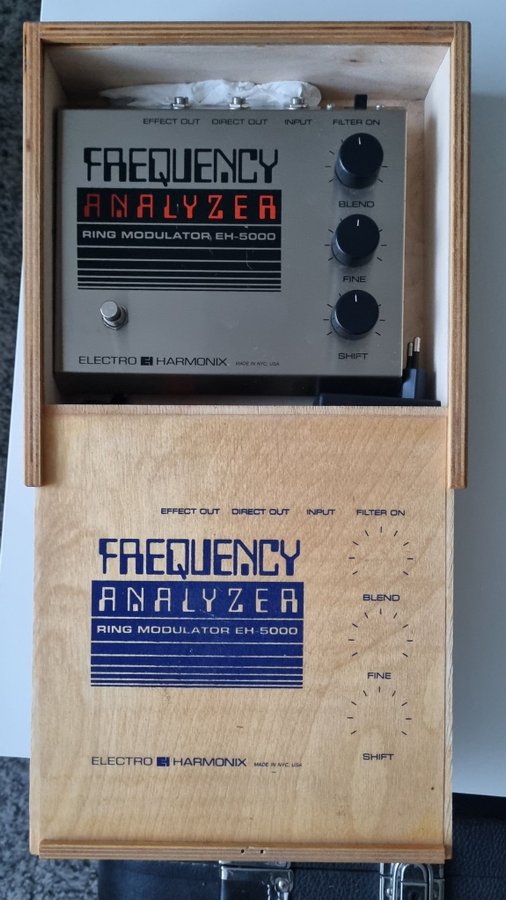 EFFECT OUT DIRECT OUT INPUT FILTER ON
FREQUENCY
ANALYZER
BLEND
RING MODULATOR EH-5000
FINE
SHIFT
ELECTRO HARMONIX MADE IN NYC, USA
EFFECT OUT DIRECT OUT INPUT FILTER ON
FREQUENCY
ANALYZER
BLEND
RING MODULATOR EH-5000
FINE
SHIFT
ELECTRO HARMONIX MADE IN NYC, USA